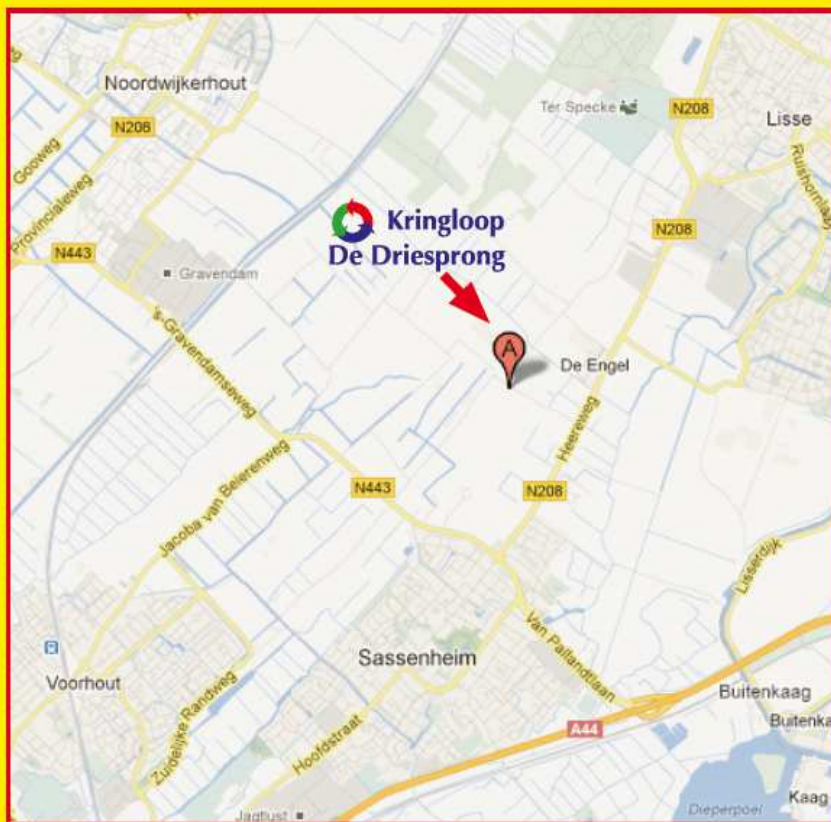 Noordwijkerhout
N208
Gooweg
Provincialeweg
N443
Gravendam
's-Gravendamseweg
Ter Specke
N208
Lisse
N208
Kringloop
De Driesprong
A
De Engel
Heereweg
N443
N208
Jacoba van Beierenweg
Lisserdijk
Van Pallandtlaan
Sassenheim
Voorhout
Zuidelijke Randweg
Hoofdstraat
A44
Buitenkaag
Buitenka
Kaag
Jagtlust
Dieperpoel